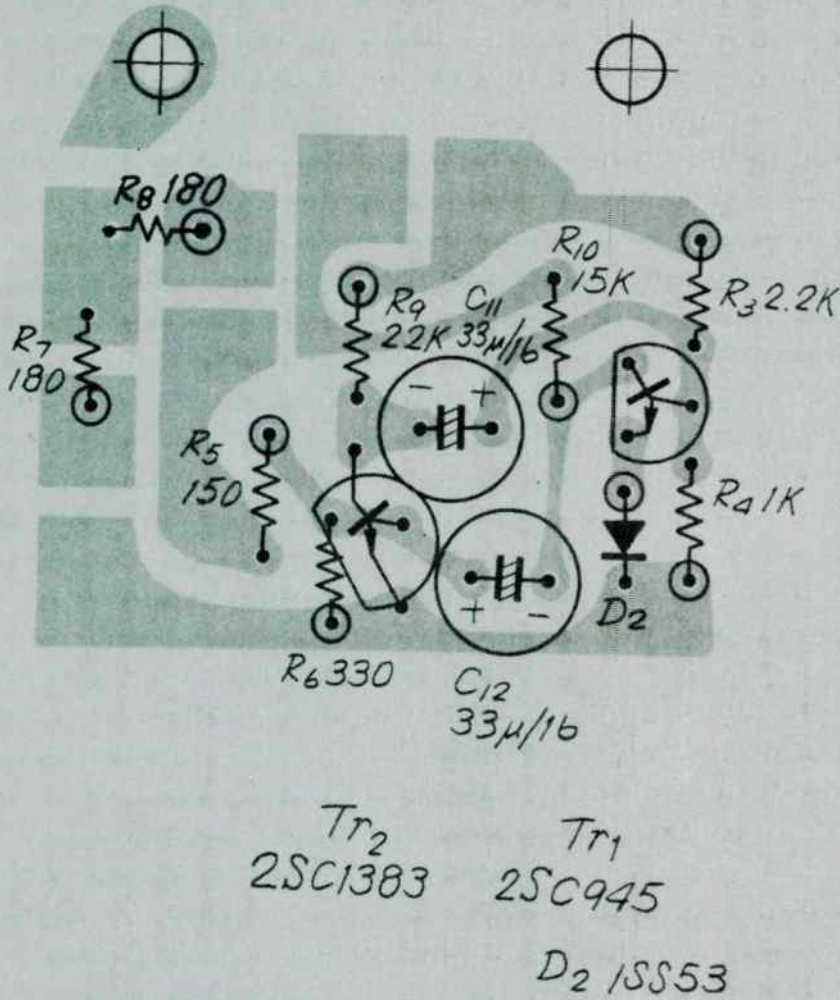 R8 180
R10
15K
R9
22K
C11
33μ/16
R3 2.2K
R7
180
- +
R5
150
R4 1K
+ -
D2
R6 330
C12
33μ/16
Tr2
2SC1383
Tr1
2SC945
D2 1SS53